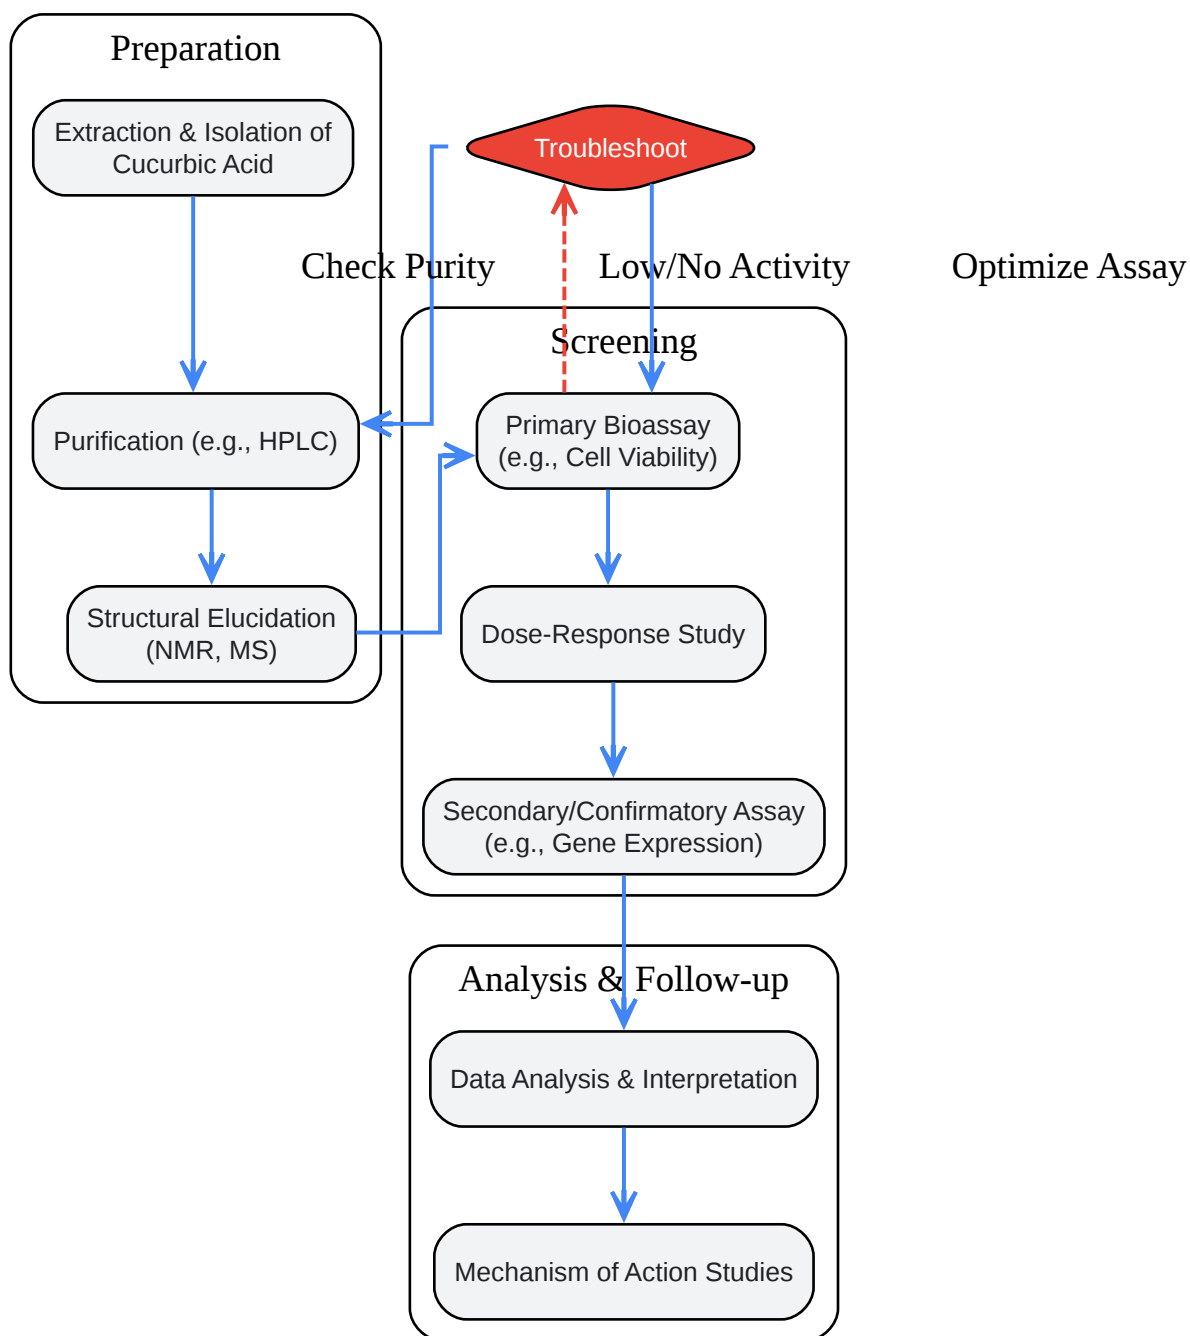 Preparation
Extraction & Isolation of
Cucurbic Acid
Troubleshoot
Check Purity
Low/No Activity
Optimize Assay
Screening
Purification (e.g., HPLC)
Primary Bioassay
(e.g., Cell Viability)
Structural Elucidation
(NMR, MS)
Dose-Response Study
Secondary/Confirmatory Assay
(e.g., Gene Expression)
Analysis & Follow-up
Data Analysis & Interpretation
Mechanism of Action Studies